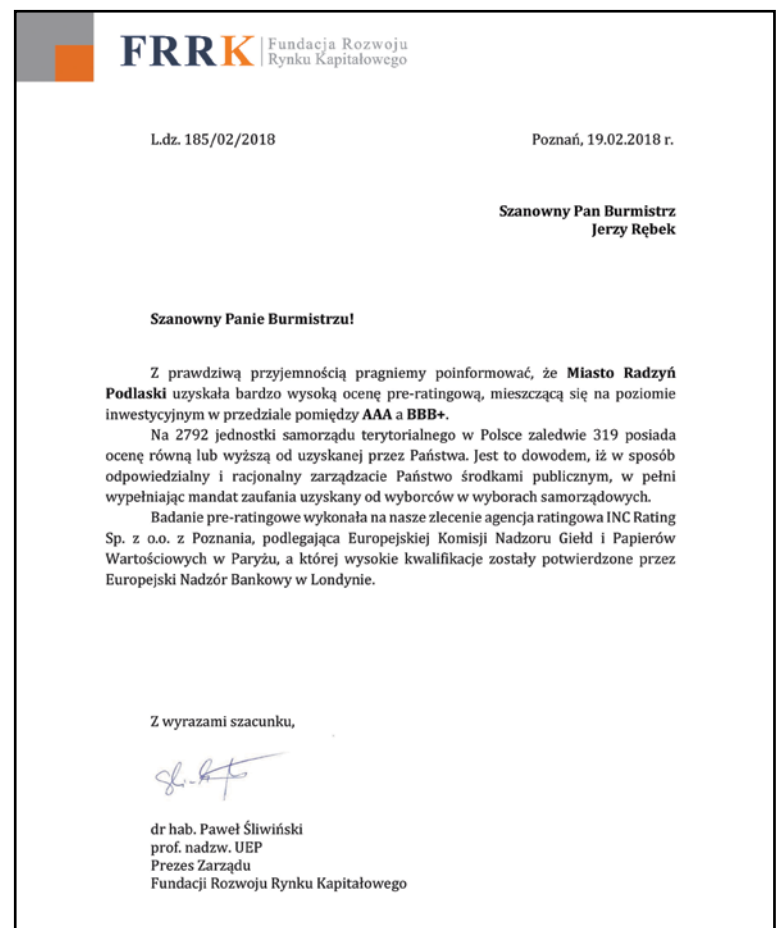 FRRK Fundacja Rozwoju
Rynku Kapitałowego
L.dz. 185/02/2018 Poznań, 19.02.2018 r.
Szanowny Pan Burmistrz
Jerzy Rębek
Szanowny Panie Burmistrzu!
Z prawdziwą przyjemnością pragniemy poinformować, że Miasto Radzyń
Podlaski uzyskała bardzo wysoką ocenę pre-ratingową, mieszczącą się na poziomie
inwestycyjnym w przedziale pomiędzy AAA a BBB+.
Na 2792 jednostki samorządu terytorialnego w Polsce zaledwie 319 posiada
ocenę równą lub wyższą od uzyskanej przez Państwa. Jest to dowodem, iż w sposób
odpowiedzialny i racjonalny zarządzacie Państwo środkami publicznym, w pełni
wypełniając mandat zaufania uzyskany od wyborców w wyborach samorządowych.
Badanie pre-ratingowe wykonała na nasze zlecenie agencja ratingowa INC Rating
Sp. z o.o. z Poznania, podlegająca Europejskiej Komisji Nadzoru Giełd i Papierów
Wartościowych w Paryżu, a której wysokie kwalifikacje zostały potwierdzone przez
Europejski Nadzór Bankowy w Londynie.
Z wyrazami szacunku,
dr hab. Paweł Śliwiński
prof. nadzw. UEP
Prezes Zarządu
Fundacji Rozwoju Rynku Kapitałowego